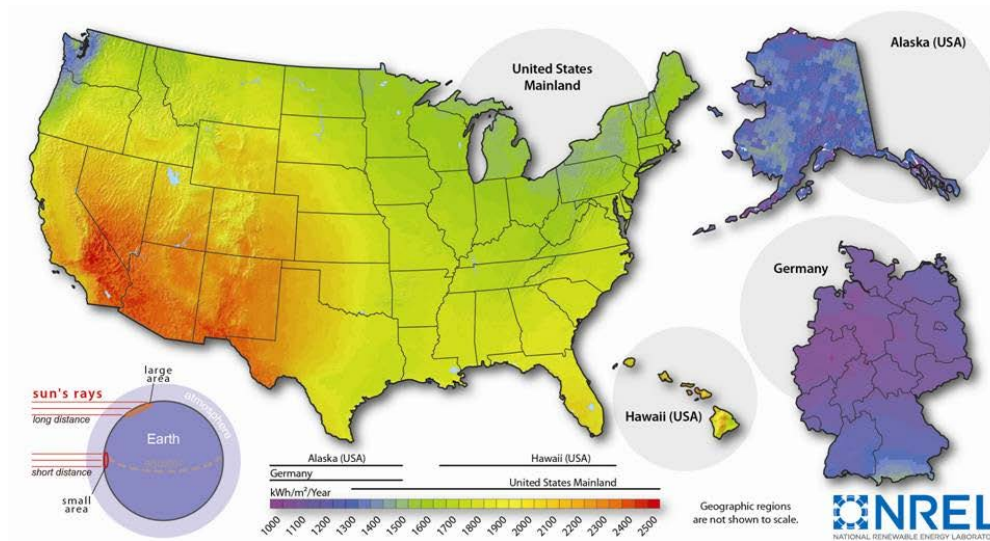 Alaska (USA)
United States
Mainland
Germany
large
area
sun's rays
long distance
atmosphere
Earth
equator
short distance
small
area
Hawaii (USA)
Alaska (USA)
Hawaii (USA)
Germany
United States Mainland
kWh/m²/Year
1000 1100 1200 1300 1400 1500 1600 1700 1800 1900 2000 2100 2200 2300 2400 2500
Geographic regions
are not shown to scale.
NREL
NATIONAL RENEWABLE ENERGY LABORATO